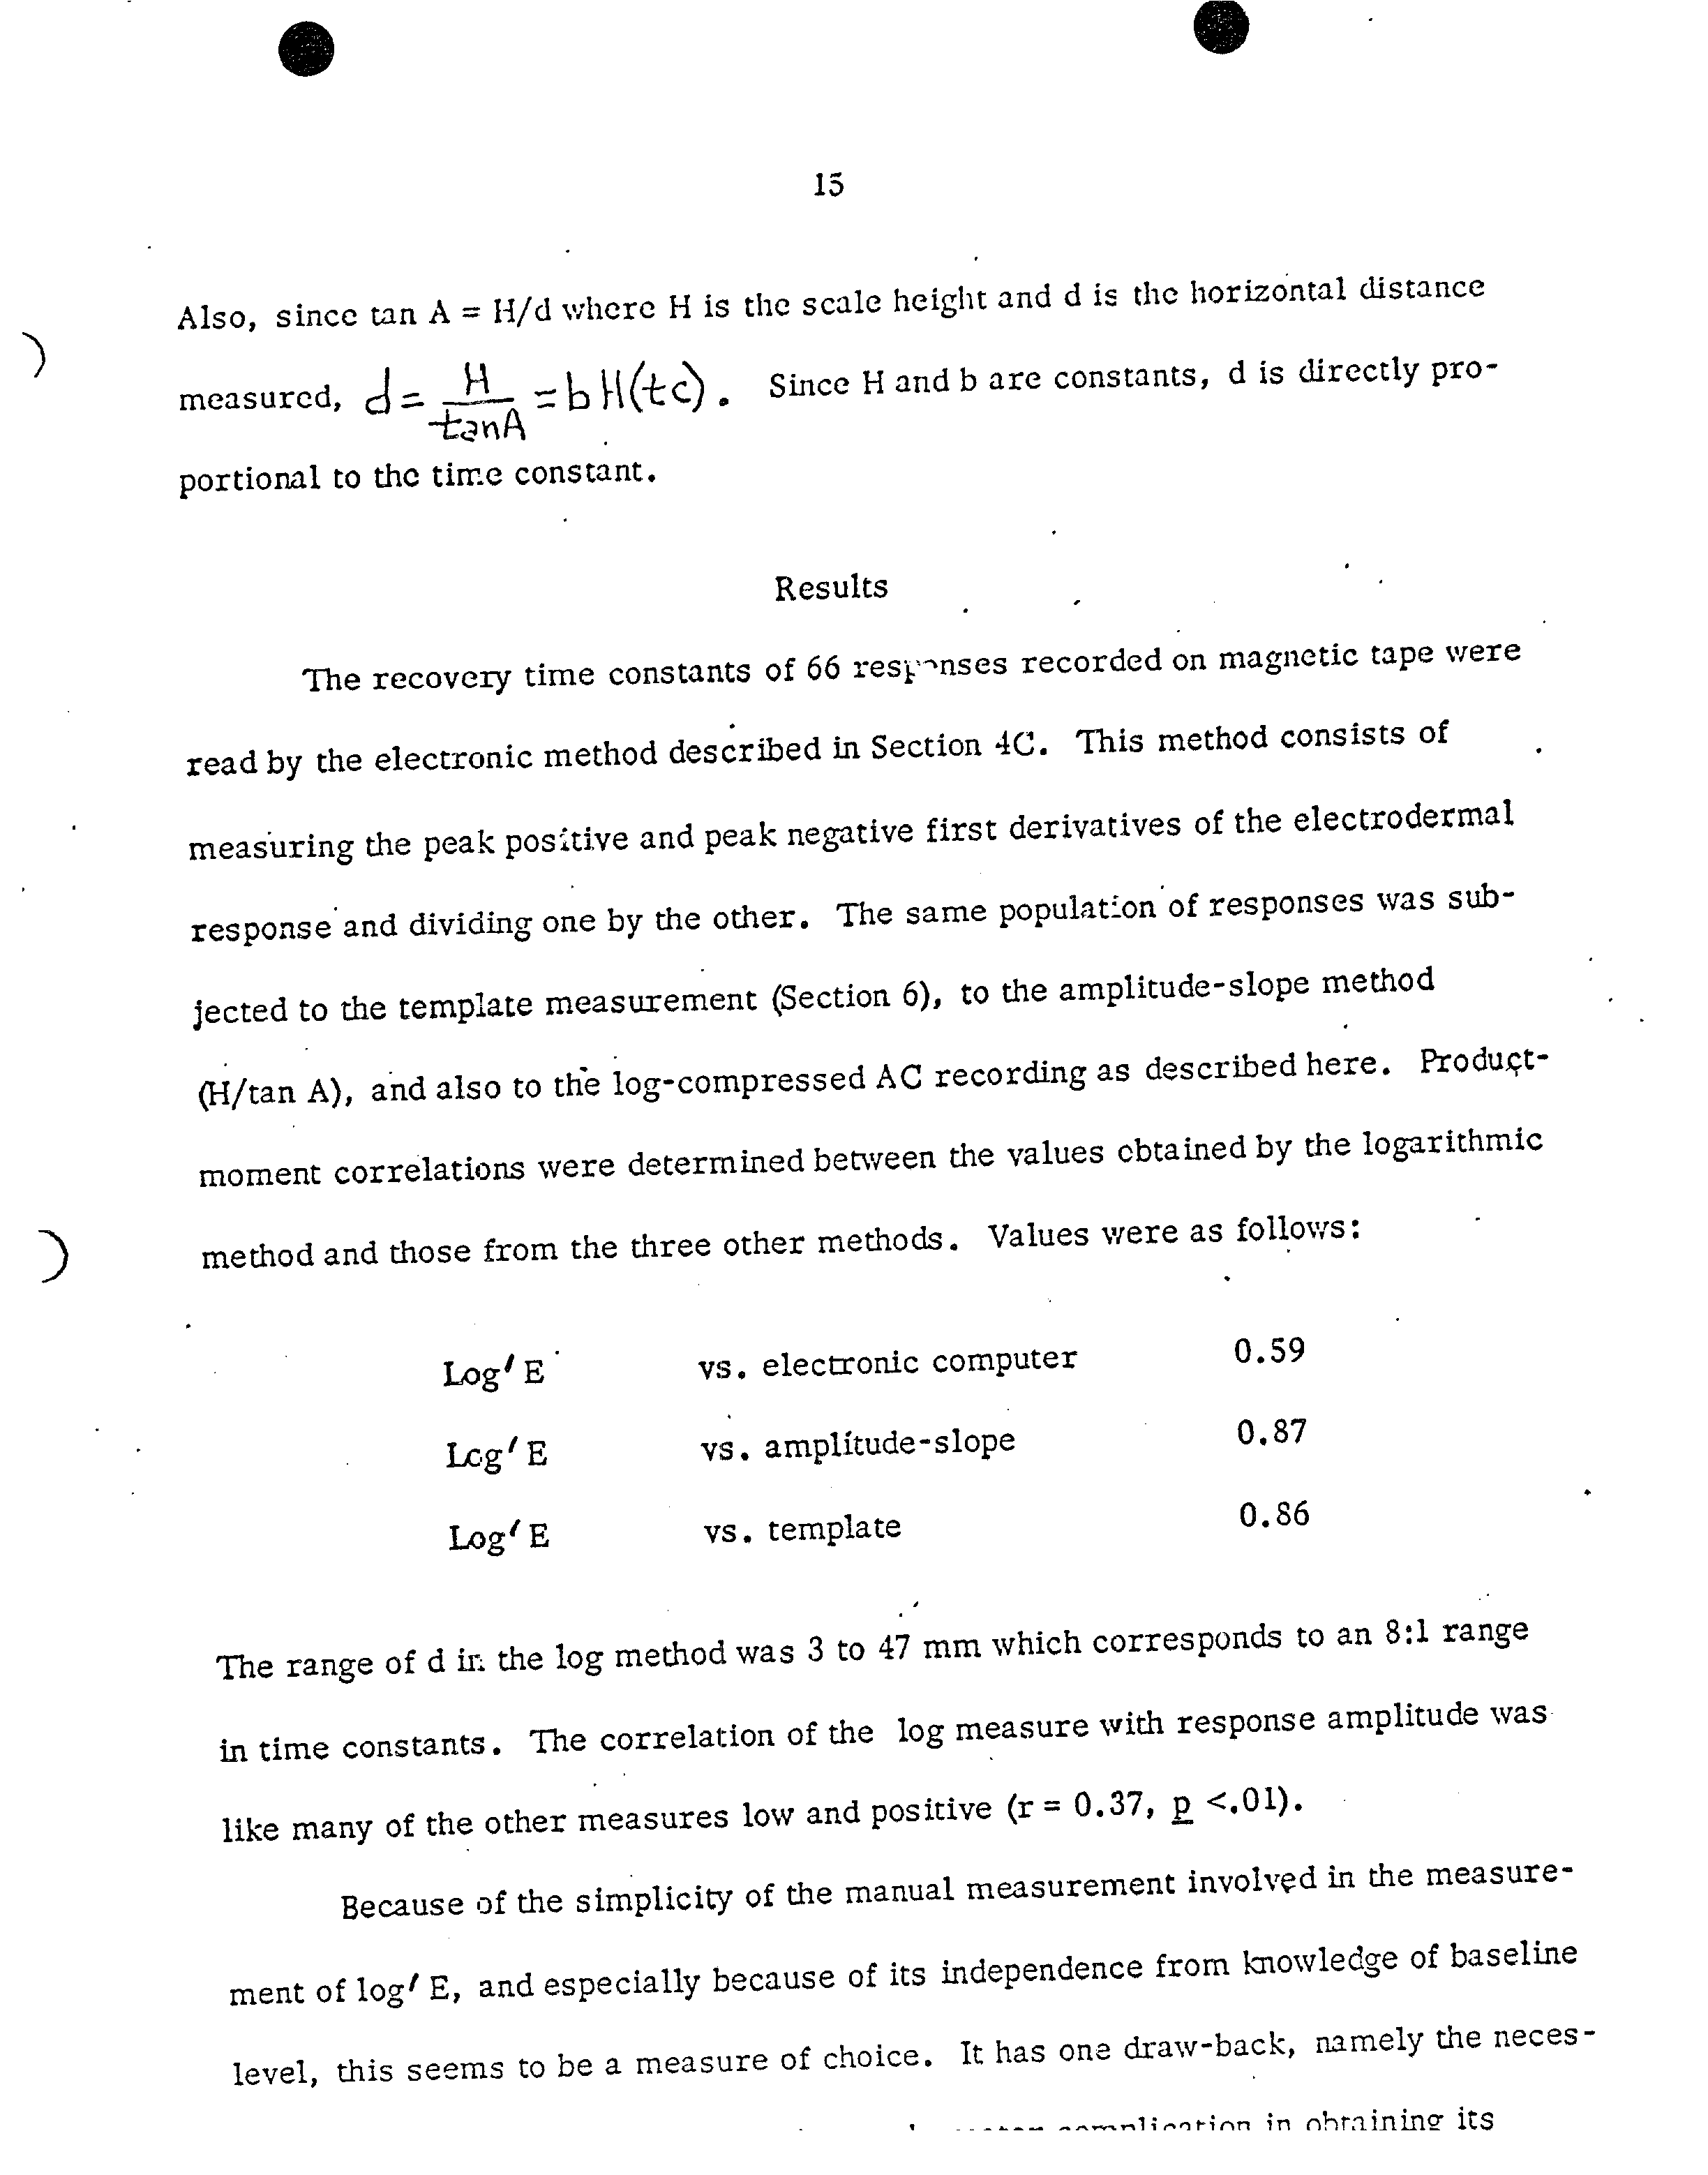 15
Also, since tan A = H/d where H is the scale height and d is the horizontal distance
measured, d = H/tanA = bH(tc). Since H and b are constants, d is directly pro-
portional to the time constant.
Results
The recovery time constants of 66 responses recorded on magnetic tape were
read by the electronic method described in Section 4C. This method consists of
measuring the peak positive and peak negative first derivatives of the electrodermal
response and dividing one by the other. The same population of responses was sub-
jected to the template measurement (Section 6), to the amplitude-slope method
(H/tan A), and also to the log-compressed AC recording as described here. Product-
moment correlations were determined between the values obtained by the logarithmic
method and those from the three other methods. Values were as follows:
Log′ E vs. electronic computer 0.59
Log′ E vs. amplitude-slope 0.87
Log′ E vs. template 0.86
The range of d in the log method was 3 to 47 mm which corresponds to an 8:1 range
in time constants. The correlation of the log measure with response amplitude was
like many of the other measures low and positive (r = 0.37, p <.01).
Because of the simplicity of the manual measurement involved in the measure-
ment of log′ E, and especially because of its independence from knowledge of baseline
level, this seems to be a measure of choice. It has one draw-back, namely the neces-
complication in obtaining its